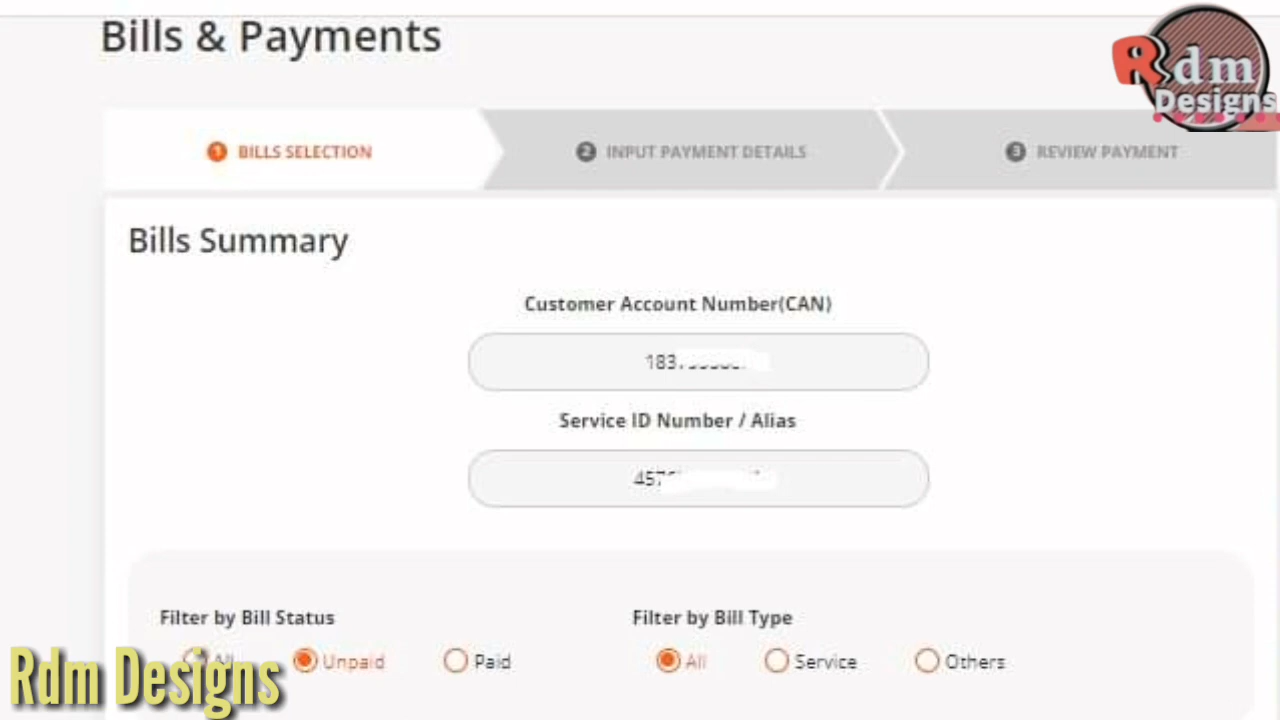 Bills & Payments
Rdm
Designs
1 BILLS SELECTION
2 INPUT PAYMENT DETAILS
3 REVIEW PAYMENT
Bills Summary
Customer Account Number(CAN)
183
Service ID Number / Alias
457
Filter by Bill Status
Filter by Bill Type
All
Unpaid
Paid
All
Service
Others
Rdm Designs